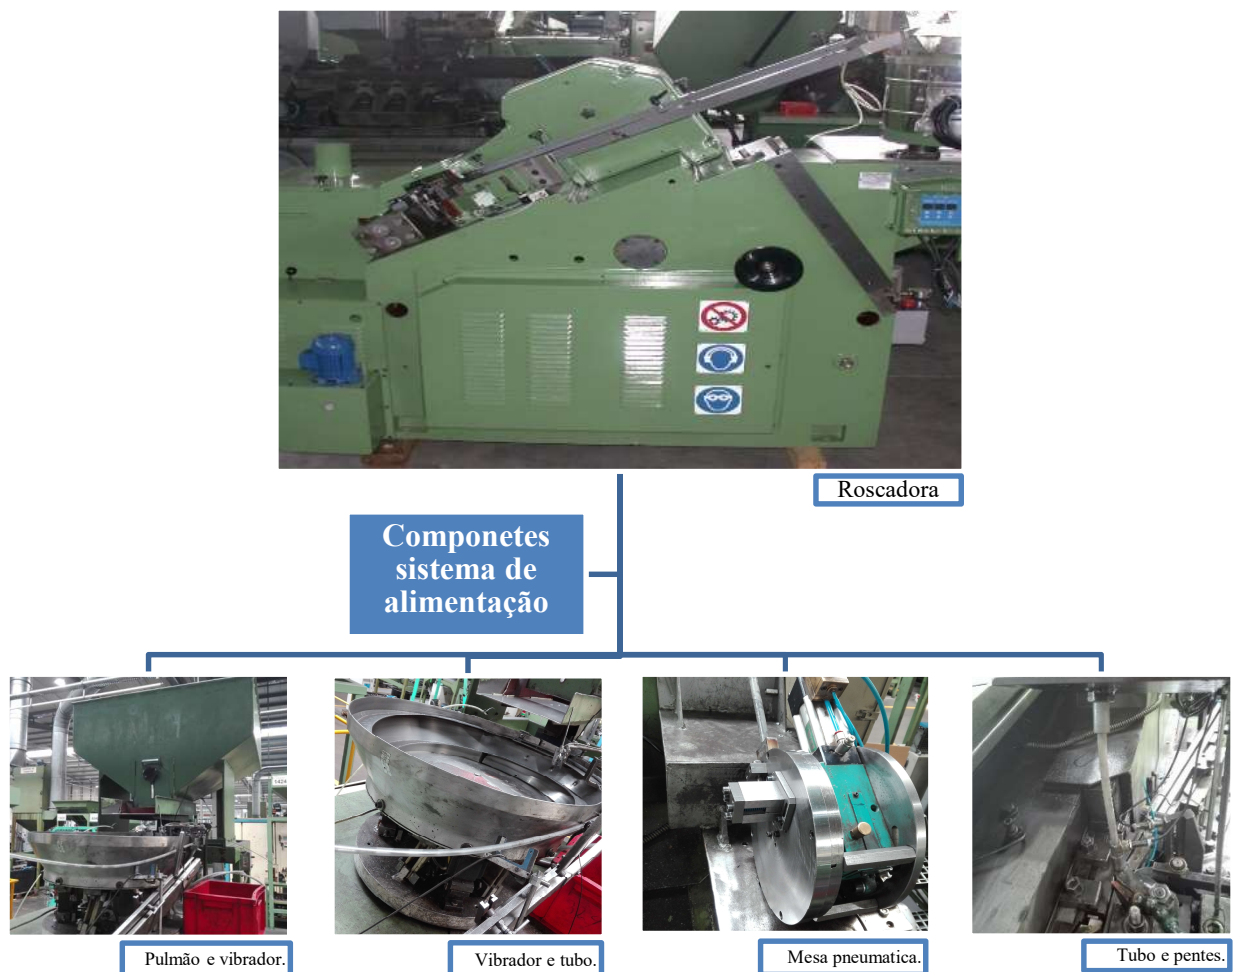 Roscadora
Componetes
sistema de
alimentação
Pulmão e vibrador.
Vibrador e tubo.
Mesa pneumatica.
Tubo e pentes.